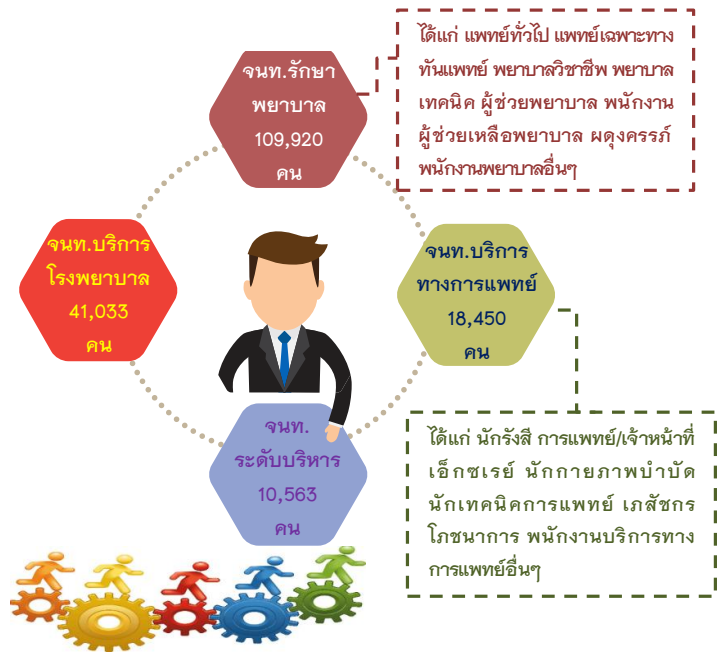 จนท.รักษา
พยาบาล
109,920
คน
ได้แก่ แพทย์ทั่วไป แพทย์เฉพาะทาง
ทันแพทย์ พยาบาลวิชาชีพ พยาบาล
เทคนิค ผู้ช่วยพยาบาล พนักงาน
ผู้ช่วยเหลือพยาบาล ผดุงครรภ์
พนักงานพยาบาลอื่นๆ
จนท.บริการ
โรงพยาบาล
41,033
คน
จนท.บริการ
ทางการแพทย์
18,450
คน
จนท.
ระดับบริหาร
10,563
คน
ได้แก่ นักรังสี การแพทย์/เจ้าหน้าที่
เอ็กซเรย์ นักกายภาพบำบัด
นักเทคนิคการแพทย์ เภสัชกร
โภชนาการ พนักงานบริการทาง
การแพทย์อื่นๆ